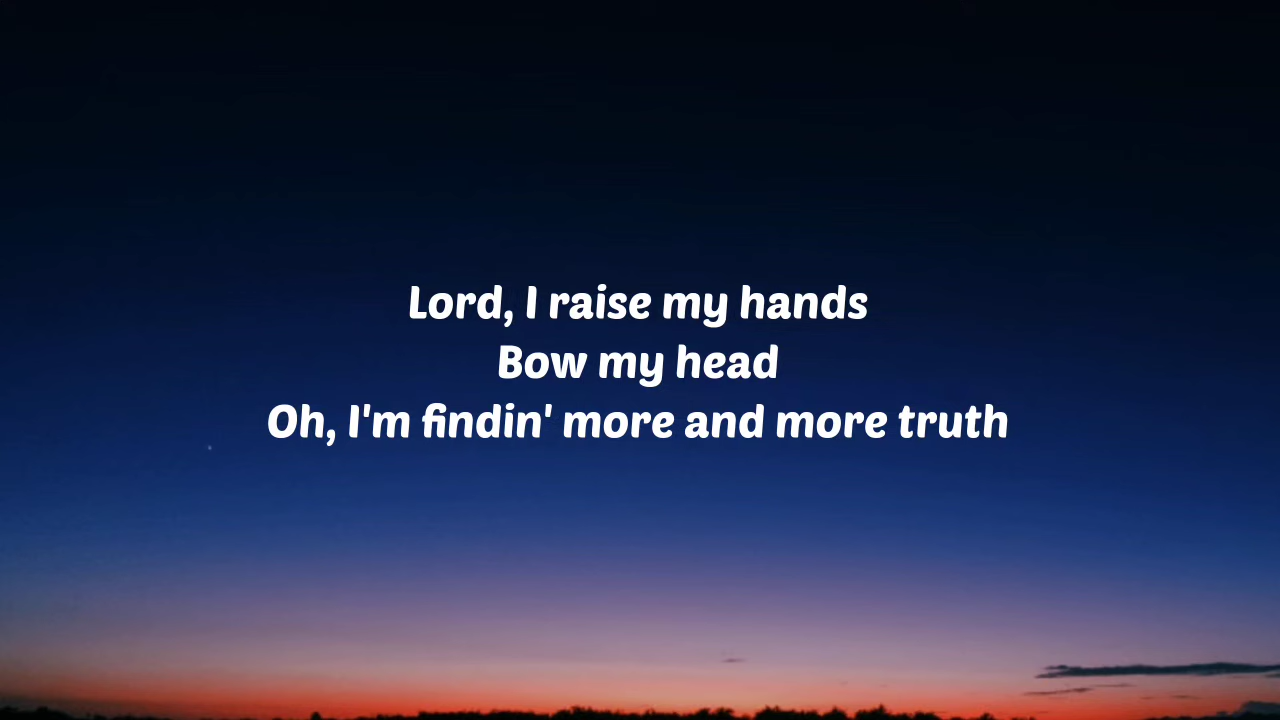 Lord, I raise my hands
Bow my head
Oh, I'm findin' more and more truth